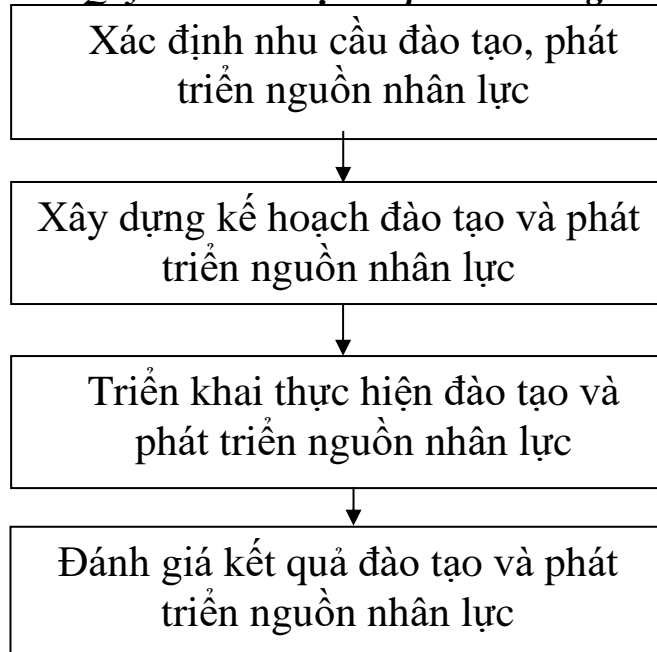 Xác định nhu cầu đào tạo, phát
triển nguồn nhân lực
Xây dựng kế hoạch đào tạo và phát
triển nguồn nhân lực
Triển khai thực hiện đào tạo và
phát triển nguồn nhân lực
Đánh giá kết quả đào tạo và phát
triển nguồn nhân lực